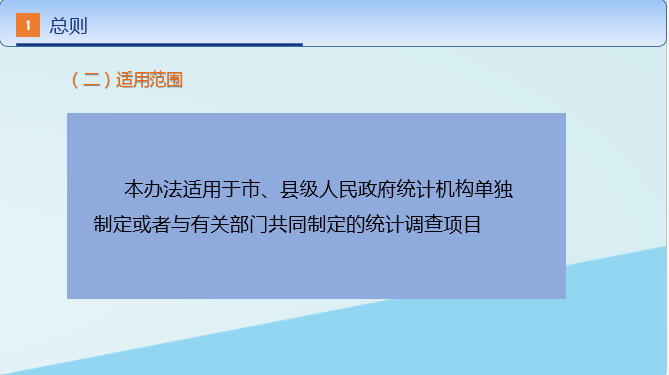 1 总则
（二）适用范围
本办法适用于市、县级人民政府统计机构单独
制定或者与有关部门共同制定的统计调查项目